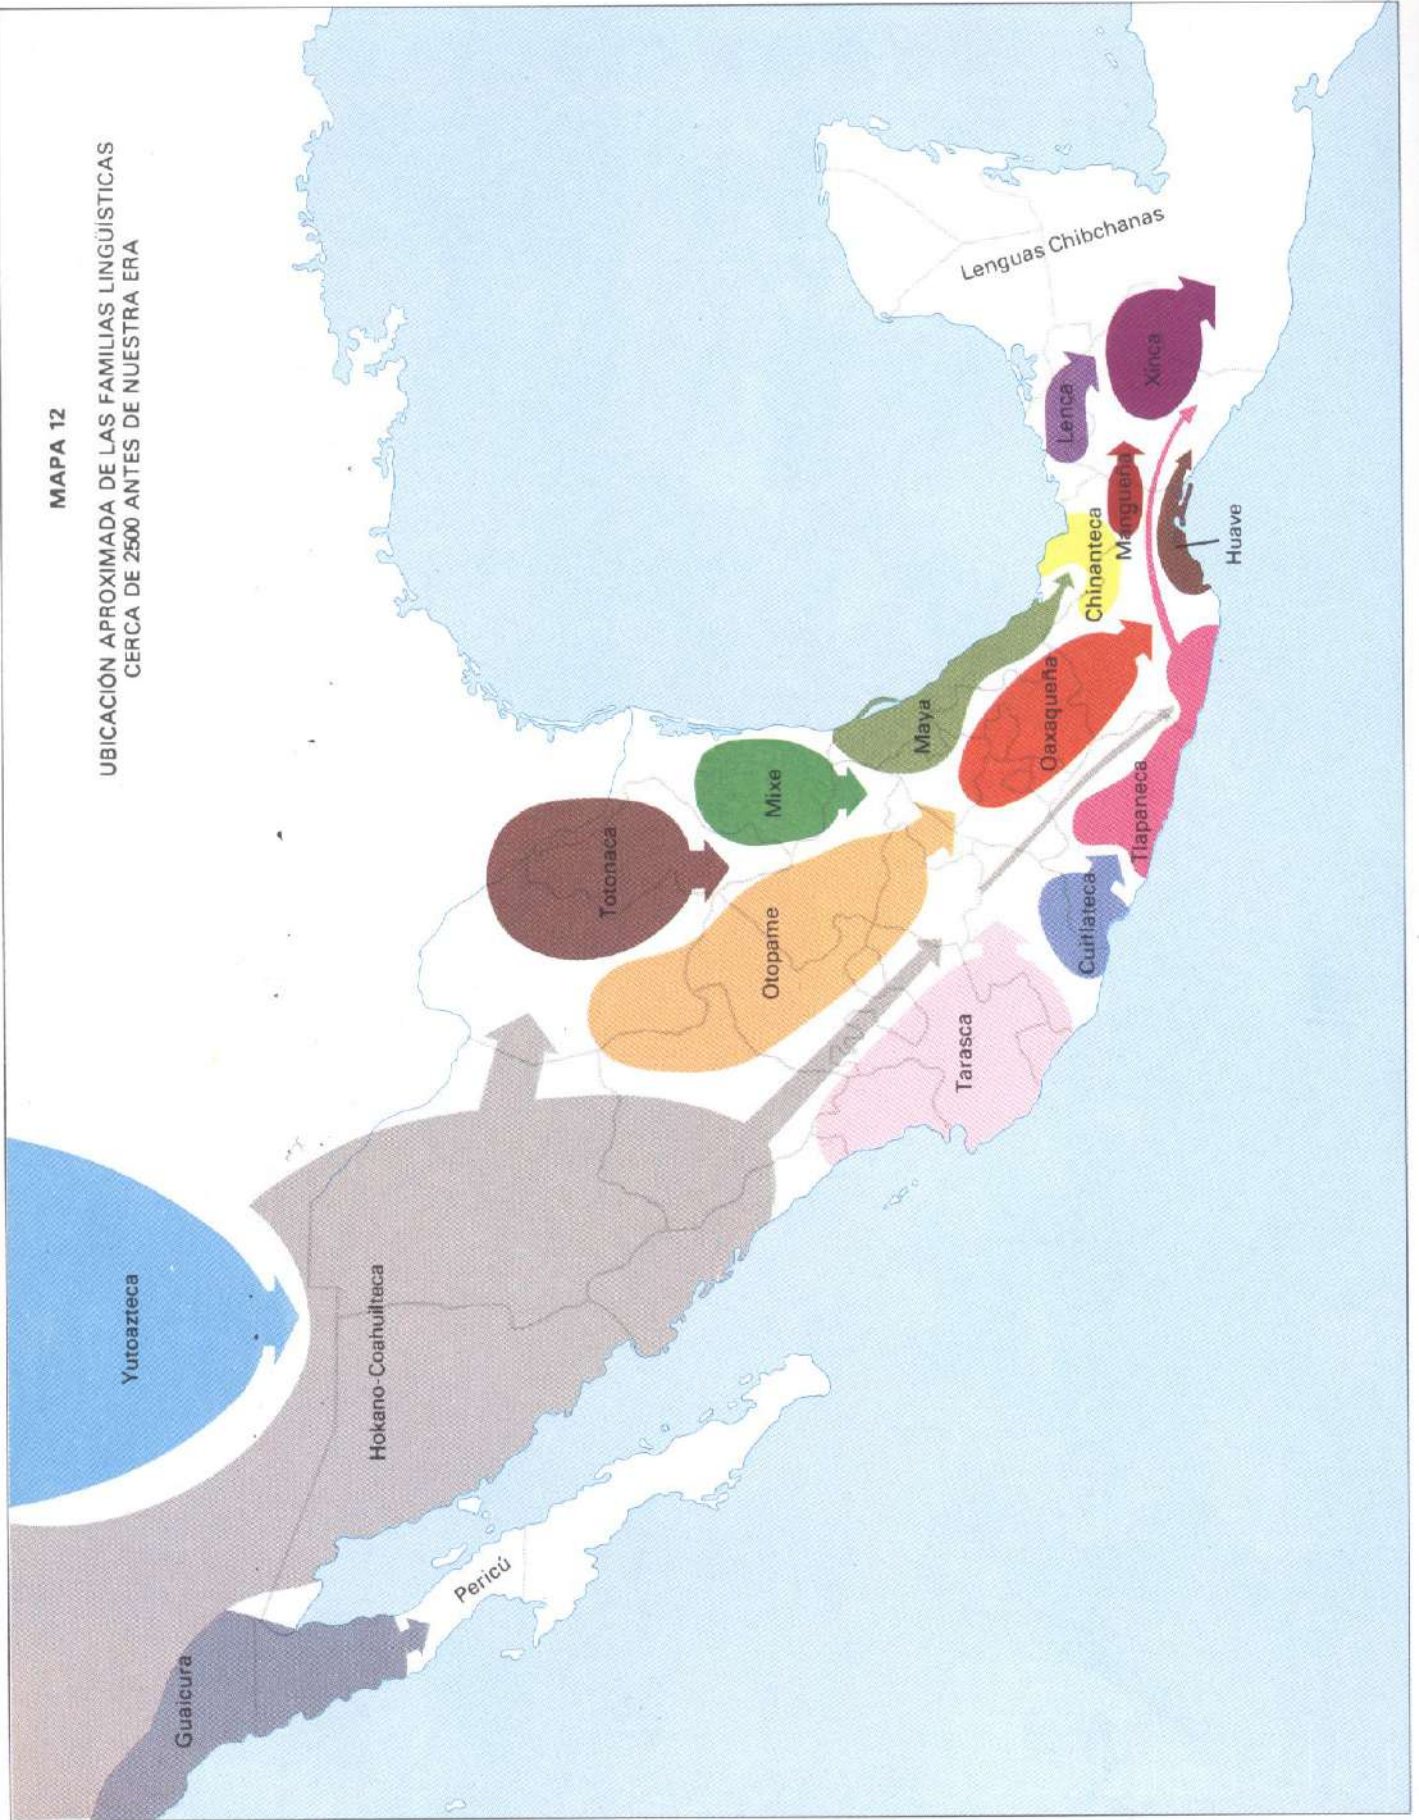 MAPA 12
UBICACIÓN APROXIMADA DE LAS FAMILIAS LINGÜÍSTICAS
CERCA DE 2500 ANTES DE NUESTRA ERA
Yutoazteca
Guaicura
Hokano-Coahuilteca
Pericú
Totonaca
Mixe
Otopame
Maya
Tarasca
Oaxaqueña
Cuitlateca
Tlapaneca
Chinanteca
Mangueña
Huave
Lenca
Xinca
Lenguas Chibchanas